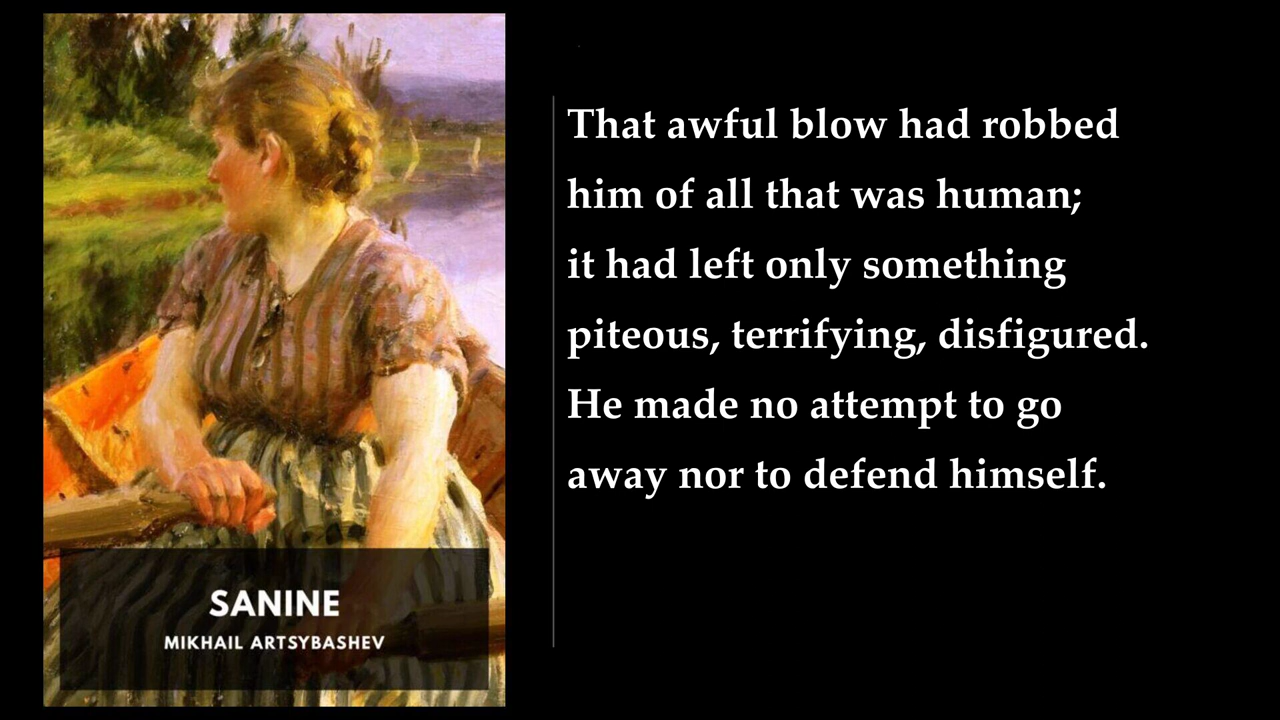 SANINE
MIKHAIL ARTSYBASHEV
That awful blow had robbed
him of all that was human;
it had left only something
piteous, terrifying, disfigured.
He made no attempt to go
away nor to defend himself.